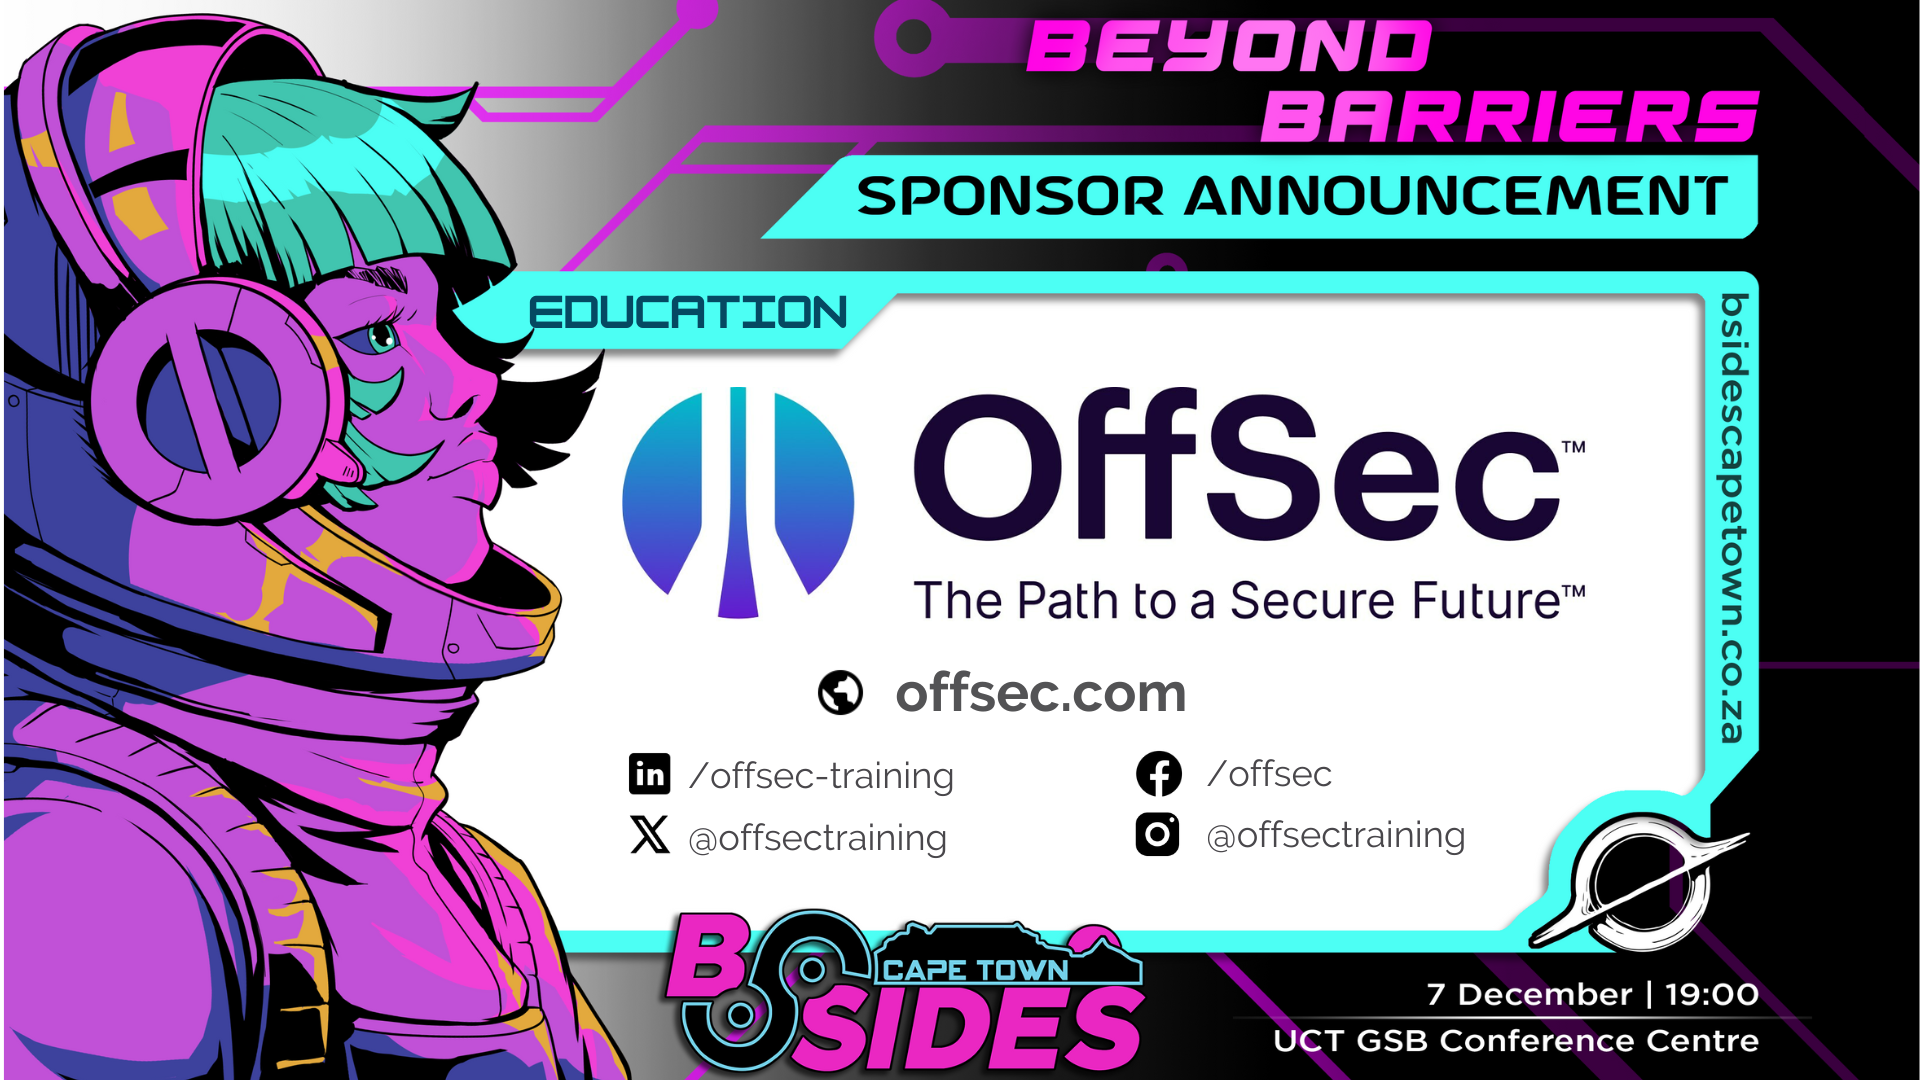 BEYOND
BARRIERS
SPONSOR ANNOUNCEMENT
EDUCATION
bsidescapetown.co.za
OffSec™
The Path to a Secure Future™
offsec.com
in /offsec-training
/offsec
@offsectraining
@offsectraining
BSIDES
CAPE TOWN
7 December | 19:00
UCT GSB Conference Centre